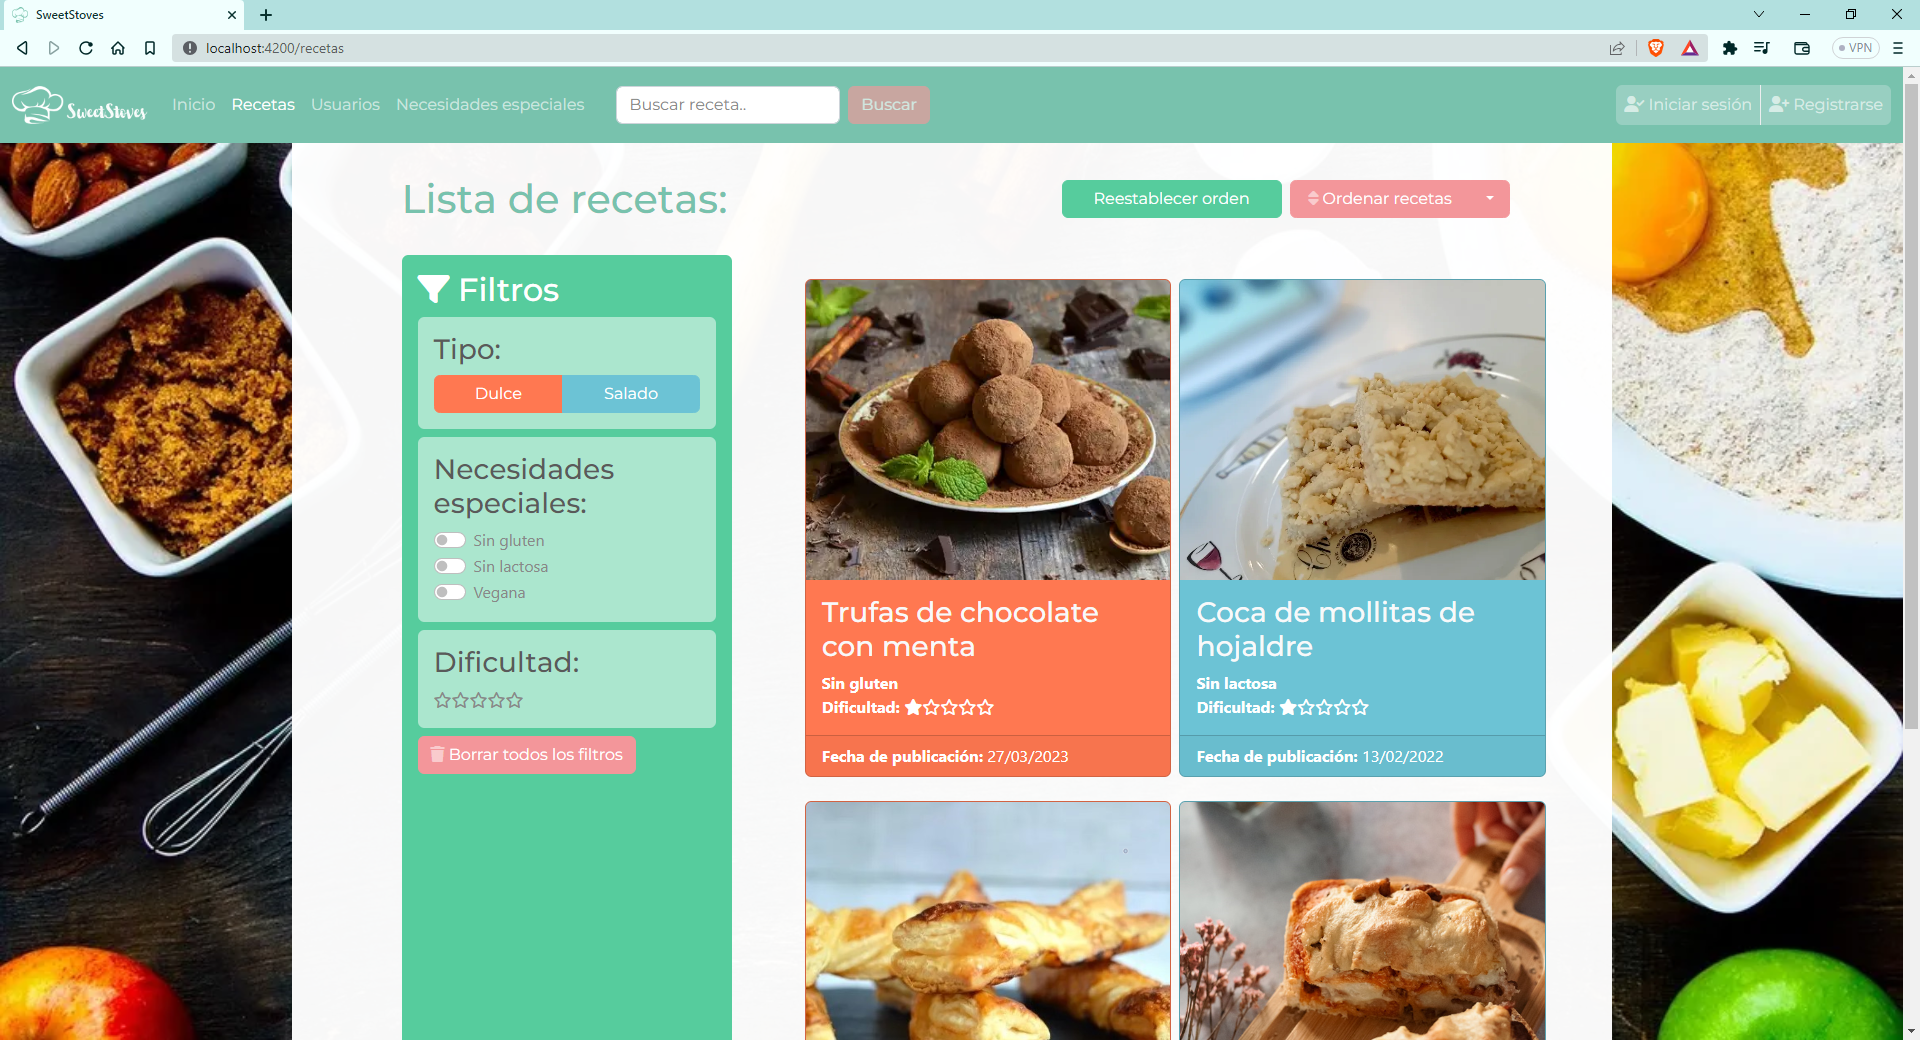 SweetStoves
localhost:4200/recetas
VPN
SweetStoves
Inicio
Recetas
Usuarios
Necesidades especiales
Buscar receta..
Buscar
Iniciar sesión
Registrarse
Lista de recetas:
Reestablecer orden
Ordenar recetas
Filtros
Tipo:
Dulce
Salado
Necesidades
especiales:
Sin gluten
Sin lactosa
Vegana
Dificultad:
Borrar todos los filtros
Trufas de chocolate
con menta
Sin gluten
Dificultad:
Fecha de publicación: 27/03/2023
Coca de mollitas de
hojaldre
Sin lactosa
Dificultad:
Fecha de publicación: 13/02/2022